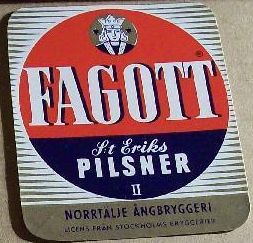 FAGOTT
®
St Eriks
PILSNER
II
NORRTÄLJE ÅNGBRYGGERI
LICENS FRÅN STOCKHOLMS BRYGGERIER